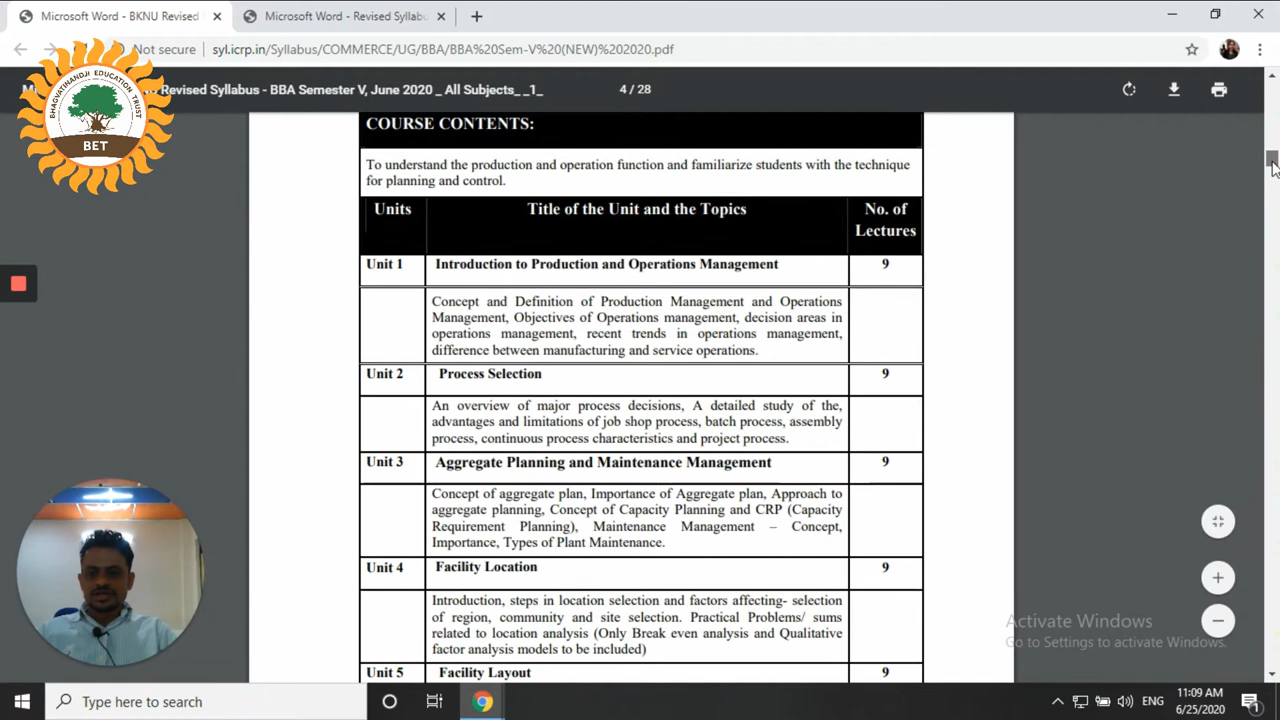 Microsoft Word - BKNU Revised
Microsoft Word - Revised Syllabu
Not secure
syl.icrp.in/Syllabus/COMMERCE/UG/BBA/BBA%20Sem-V%20(NEW)%202020.pdf
Revised Syllabus - BBA Semester V, June 2020 _ All Subjects_ _1_
4 / 28
BHAGVATINANDJI EDUCATION TRUST
BET
COURSE CONTENTS:
To understand the production and operation function and familiarize students with the technique
for planning and control.
Units
Title of the Unit and the Topics
No. of
Lectures
Unit 1
Introduction to Production and Operations Management
9
Concept and Definition of Production Management and Operations
Management, Objectives of Operations management, decision areas in
operations management, recent trends in operations management,
difference between manufacturing and service operations.
Unit 2
Process Selection
9
An overview of major process decisions, A detailed study of the,
advantages and limitations of job shop process, batch process, assembly
process, continuous process characteristics and project process.
Unit 3
Aggregate Planning and Maintenance Management
9
Concept of aggregate plan, Importance of Aggregate plan, Approach to
aggregate planning, Concept of Capacity Planning and CRP (Capacity
Requirement Planning), Maintenance Management – Concept,
Importance, Types of Plant Maintenance.
Unit 4
Facility Location
9
Introduction, steps in location selection and factors affecting- selection
of region, community and site selection. Practical Problems/ sums
related to location analysis (Only Break even analysis and Qualitative
factor analysis models to be included)
Unit 5
Facility Layout
9
Activate Windows
Go to Settings to activate Windows.
Type here to search
ENG
11:09 AM
6/25/2020
1